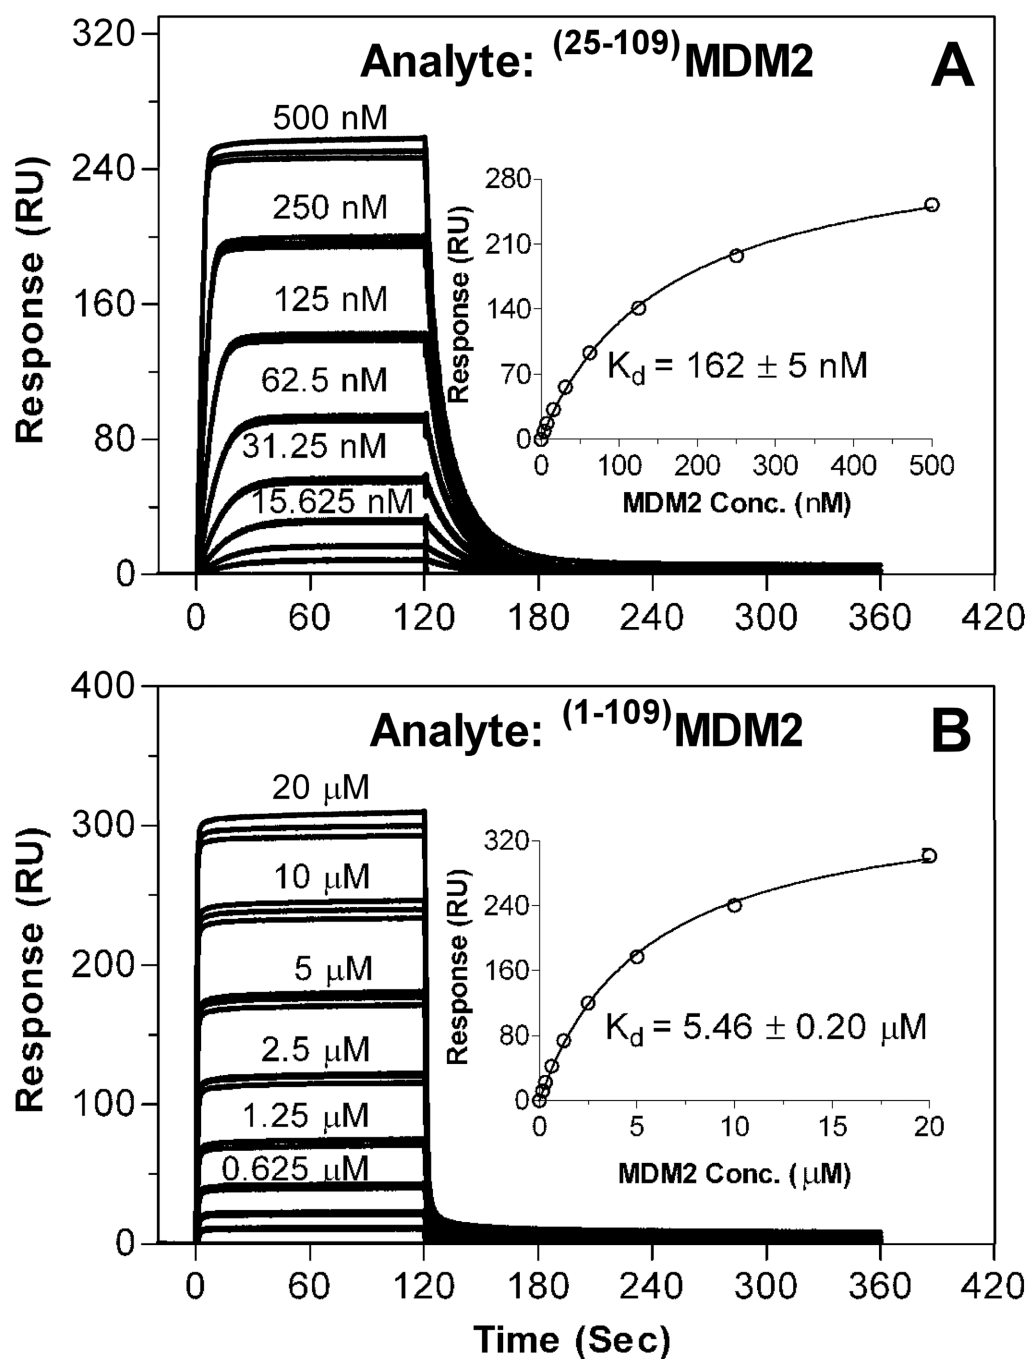 Analyte: (25-109)MDM2
A
Response (RU)
320
240
160
80
0
500 nM
250 nM
125 nM
62.5 nM
31.25 nM
15.625 nM
Response (RU)
280
210
140
70
0
Kd = 162 ± 5 nM
0 100 200 300 400 500
MDM2 Conc. (nM)
0 60 120 180 240 300 360 420
Analyte: (1-109)MDM2
B
Response (RU)
400
300
200
100
0
20 μM
10 μM
5 μM
2.5 μM
1.25 μM
0.625 μM
Response (RU)
320
240
160
80
0
Kd = 5.46 ± 0.20 μM
0 5 10 15 20
MDM2 Conc. (μM)
0 60 120 180 240 300 360 420
Time (Sec)